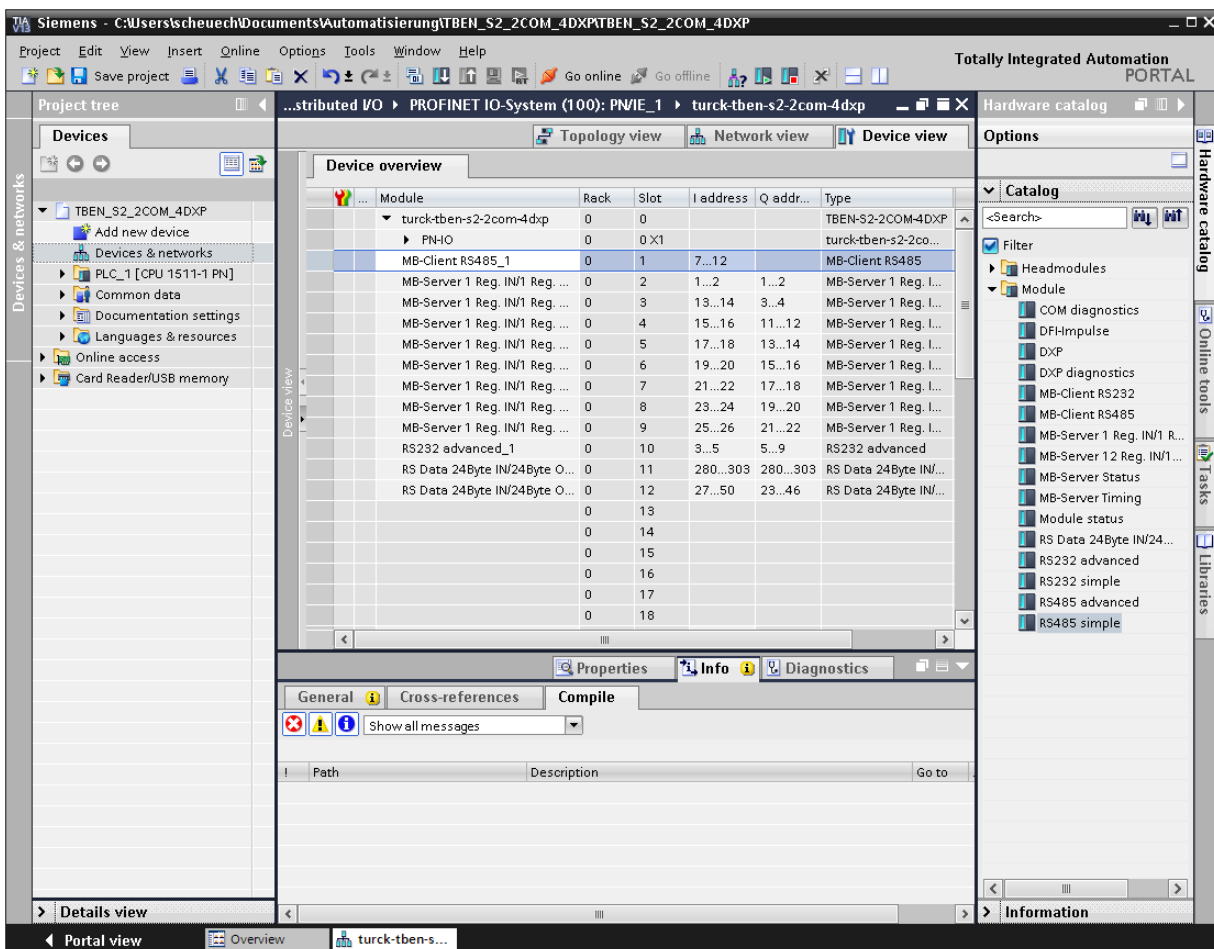 TIA V13 Siemens - C:\Users\scheuech\Documents\Automatisierung\TBEN_S2_2COM_4DXP\TBEN_S2_2COM_4DXP
Project Edit View Insert Online Options Tools Window Help
Totally Integrated Automation
PORTAL
Save project Go online Go offline
Project tree
...stributed I/O ▸ PROFINET IO-System (100): PN/IE_1 ▸ turck-tben-s2-2com-4dxp
Hardware catalog
Devices
Topology view Network view Device view
Options
Device overview
Catalog
<Search>
Filter
Devices & networks
TBEN_S2_2COM_4DXP
Add new device
Devices & networks
PLC_1 [CPU 1511-1 PN]
Common data
Documentation settings
Languages & resources
Online access
Card Reader/USB memory
Device view
... Module Rack Slot I address Q addr... Type
turck-tben-s2-2com-4dxp 0 0 TBEN-S2-2COM-4DXP
PN-IO 0 0 X1 turck-tben-s2-2co...
MB-Client RS485_1 0 1 7...12 MB-Client RS485
MB-Server 1 Reg. IN/1 Reg. ... 0 2 1...2 1...2 MB-Server 1 Reg. I...
MB-Server 1 Reg. IN/1 Reg. ... 0 3 13...14 3...4 MB-Server 1 Reg. I...
MB-Server 1 Reg. IN/1 Reg. ... 0 4 15...16 11...12 MB-Server 1 Reg. I...
MB-Server 1 Reg. IN/1 Reg. ... 0 5 17...18 13...14 MB-Server 1 Reg. I...
MB-Server 1 Reg. IN/1 Reg. ... 0 6 19...20 15...16 MB-Server 1 Reg. I...
MB-Server 1 Reg. IN/1 Reg. ... 0 7 21...22 17...18 MB-Server 1 Reg. I...
MB-Server 1 Reg. IN/1 Reg. ... 0 8 23...24 19...20 MB-Server 1 Reg. I...
MB-Server 1 Reg. IN/1 Reg. ... 0 9 25...26 21...22 MB-Server 1 Reg. I...
RS232 advanced_1 0 10 3...5 5...9 RS232 advanced
RS Data 24Byte IN/24Byte O... 0 11 280...303 280...303 RS Data 24Byte IN/...
RS Data 24Byte IN/24Byte O... 0 12 27...50 23...46 RS Data 24Byte IN/...
0 13
0 14
0 15
0 16
0 17
0 18
Headmodules
Module
COM diagnostics
DFI-Impulse
DXP
DXP diagnostics
MB-Client RS232
MB-Client RS485
MB-Server 1 Reg. IN/1 R...
MB-Server 12 Reg. IN/1...
MB-Server Status
MB-Server Timing
Module status
RS Data 24Byte IN/24...
RS232 advanced
RS232 simple
RS485 advanced
RS485 simple
Hardware catalog
Online tools
Tasks
Libraries
Properties Info Diagnostics
General Cross-references Compile
Show all messages
! Path Description Go to
Details view
Information
Portal view Overview turck-tben-s...